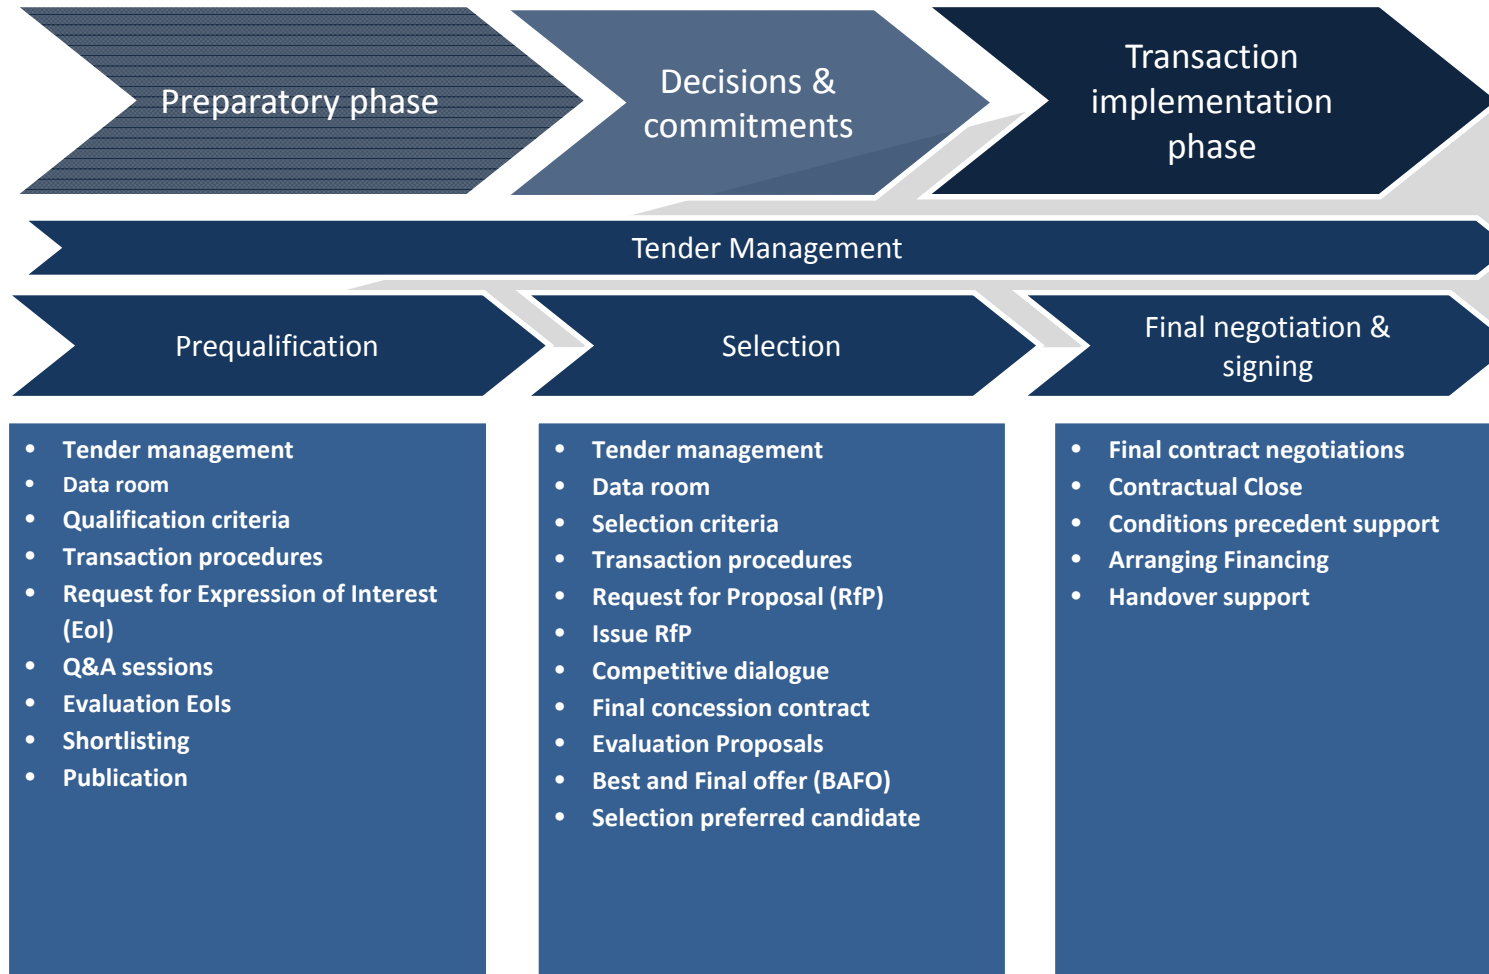 Preparatory phase
Decisions &
commitments
Transaction
implementation
phase
Tender Management
Prequalification
Selection
Final negotiation &
signing
• Tender management
• Data room
• Qualification criteria
• Transaction procedures
• Request for Expression of Interest
(EoI)
• Q&A sessions
• Evaluation EoIs
• Shortlisting
• Publication
• Tender management
• Data room
• Selection criteria
• Transaction procedures
• Request for Proposal (RfP)
• Issue RfP
• Competitive dialogue
• Final concession contract
• Evaluation Proposals
• Best and Final offer (BAFO)
• Selection preferred candidate
• Final contract negotiations
• Contractual Close
• Conditions precedent support
• Arranging Financing
• Handover support